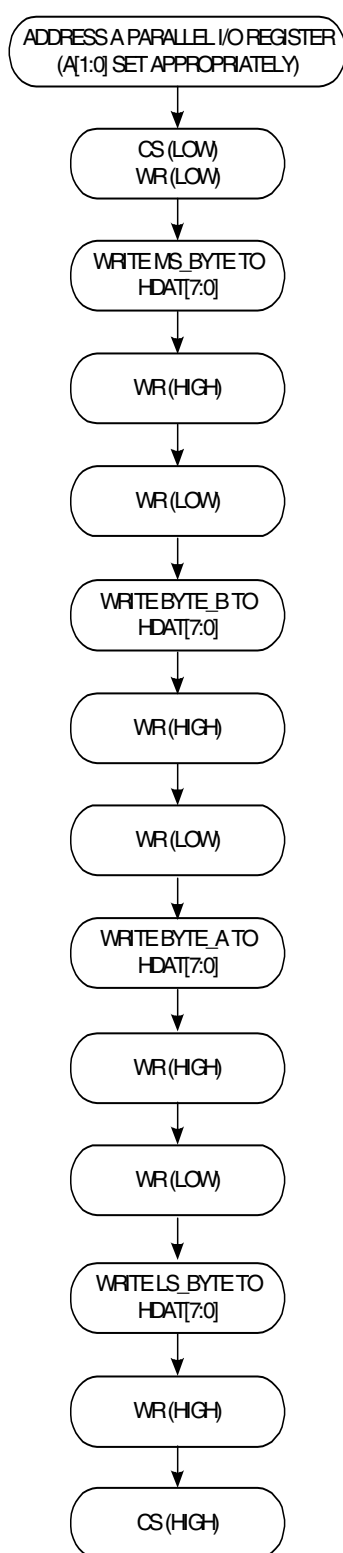 ADDRESS A PARALLEL I/O REGISTER
(A[1:0] SET APPROPRIATELY)
CS (LOW)
WR (LOW)
WRITE MS_BYTE TO
HDAT[7:0]
WR (HIGH)
WR (LOW)
WRITE BYTE_B TO
HDAT[7:0]
WR (HIGH)
WR (LOW)
WRITE BYTE_A TO
HDAT[7:0]
WR (HIGH)
WR (LOW)
WRITE LS_BYTE TO
HDAT[7:0]
WR (HIGH)
CS (HIGH)